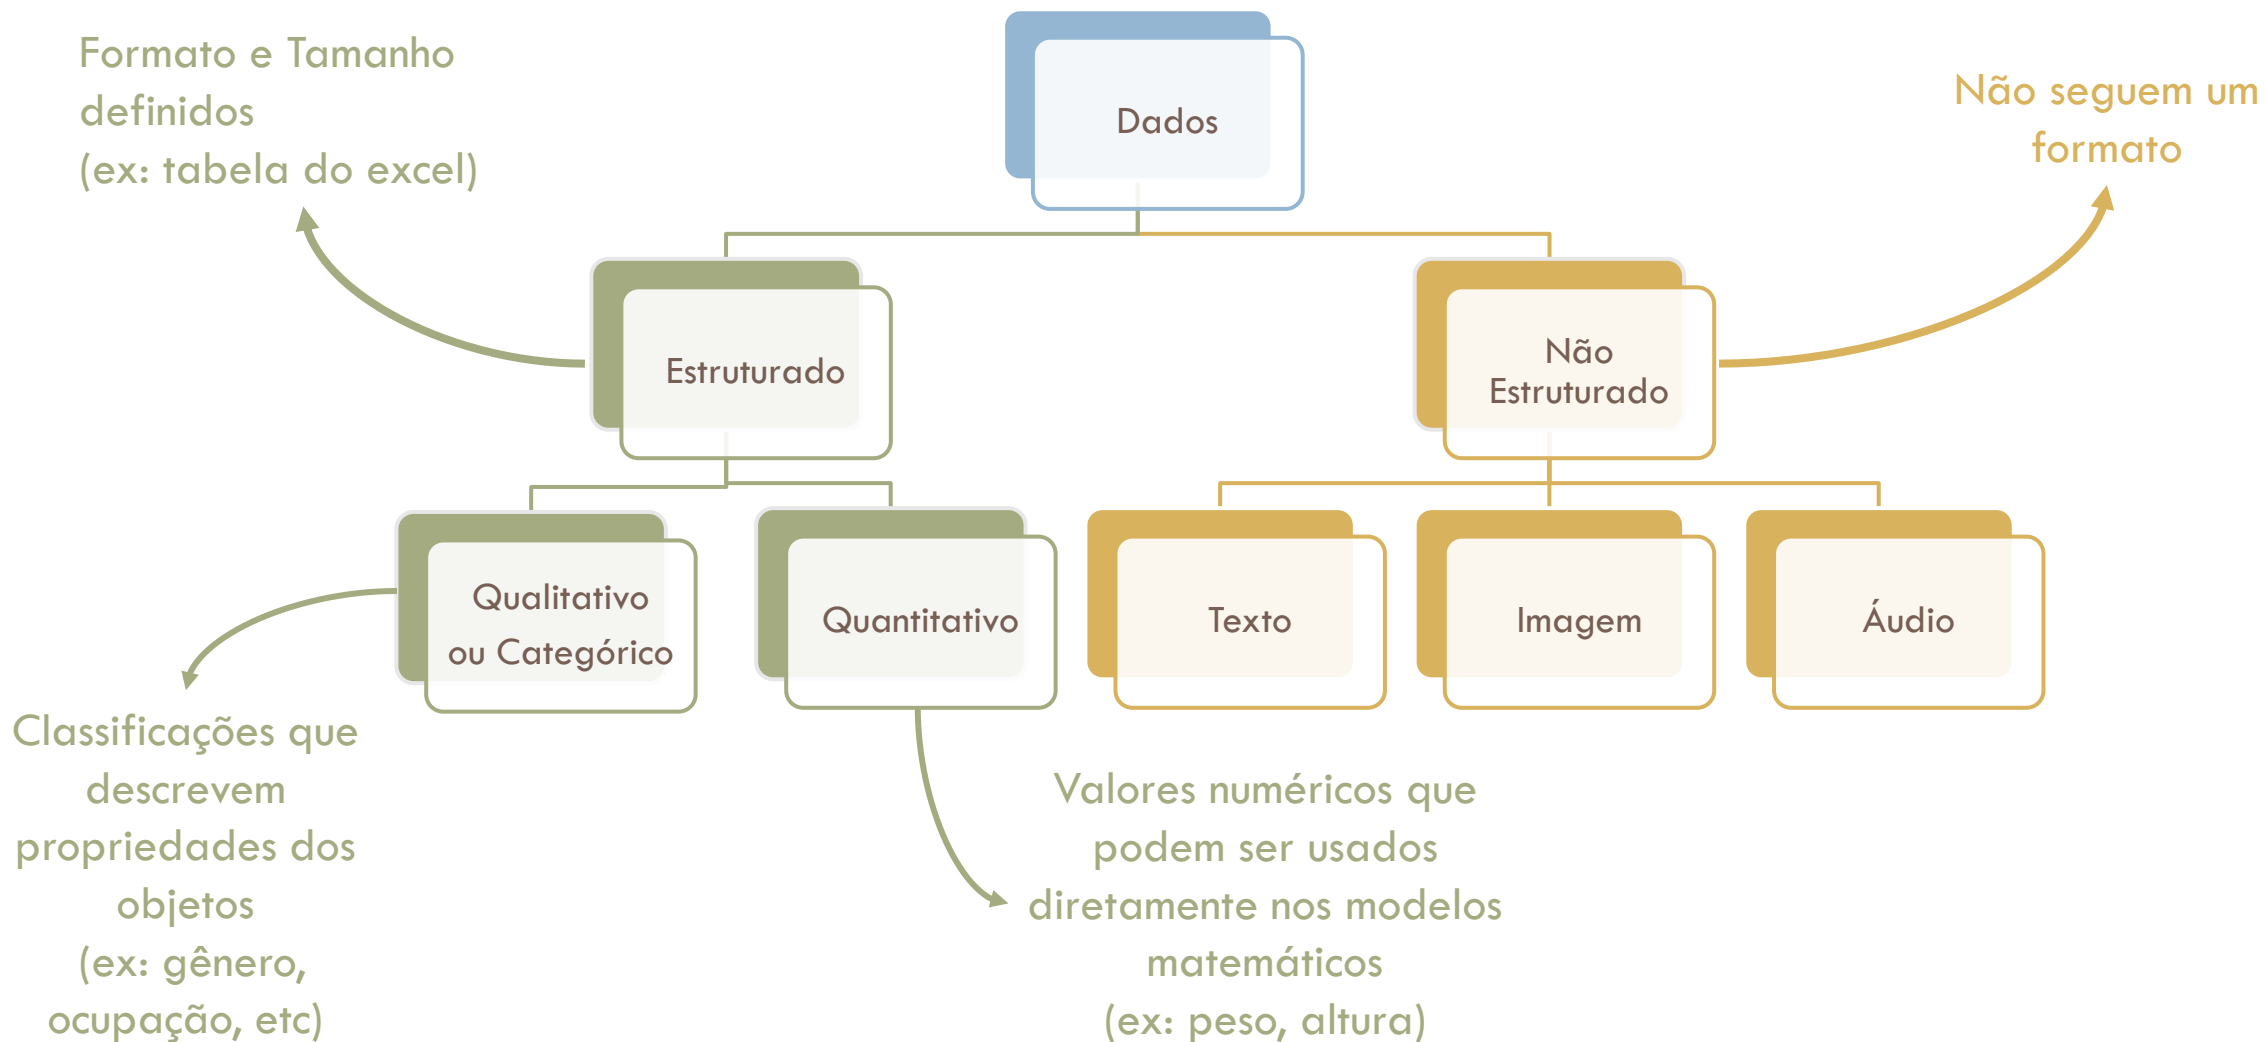 Formato e Tamanho
definidos
(ex: tabela do excel)
Dados
Não seguem um
formato
Estruturado
Não
Estruturado
Qualitativo
ou Categórico
Quantitativo
Texto
Imagem
Áudio
Classificações que
descrevem
propriedades dos
objetos
(ex: gênero,
ocupação, etc)
Valores numéricos que
podem ser usados
diretamente nos modelos
matemáticos
(ex: peso, altura)